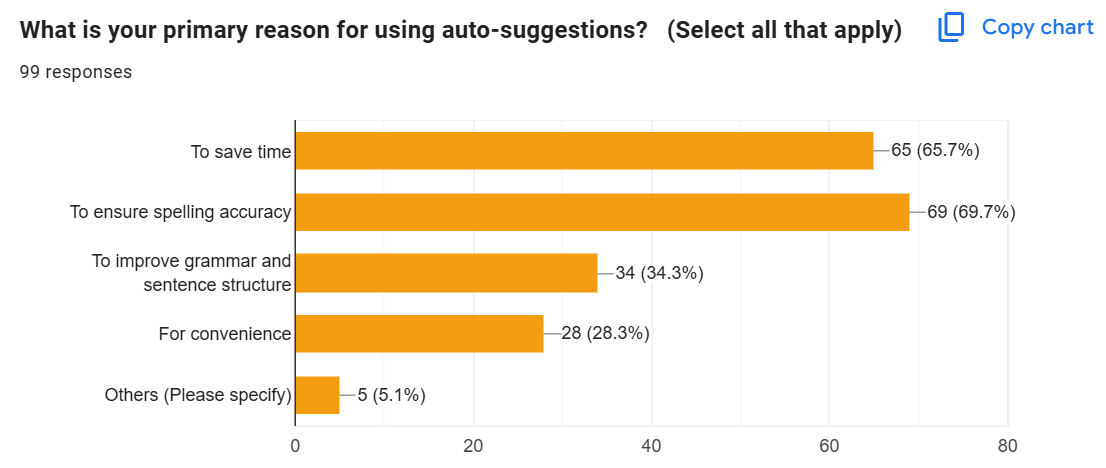 What is your primary reason for using auto-suggestions?   (Select all that apply)
Copy chart
99 responses
To save time
65 (65.7%)
To ensure spelling accuracy
69 (69.7%)
To improve grammar and
sentence structure
34 (34.3%)
For convenience
28 (28.3%)
Others (Please specify)
5 (5.1%)
0
20
40
60
80